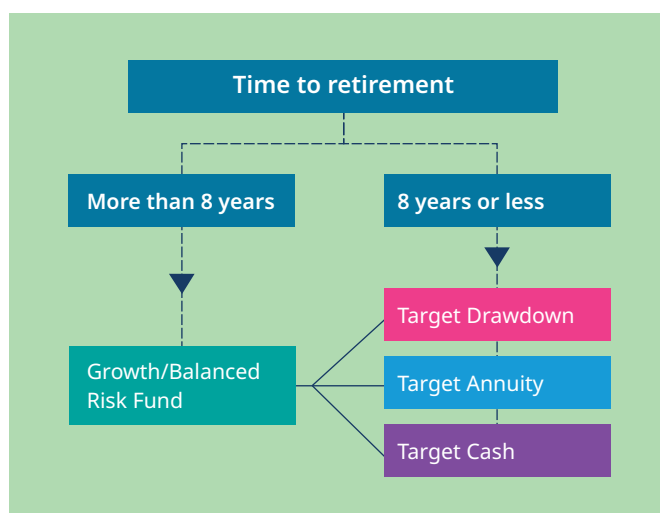 Time to retirement
More than 8 years
8 years or less
Target Drawdown
Growth/Balanced
Risk Fund
Target Annuity
Target Cash